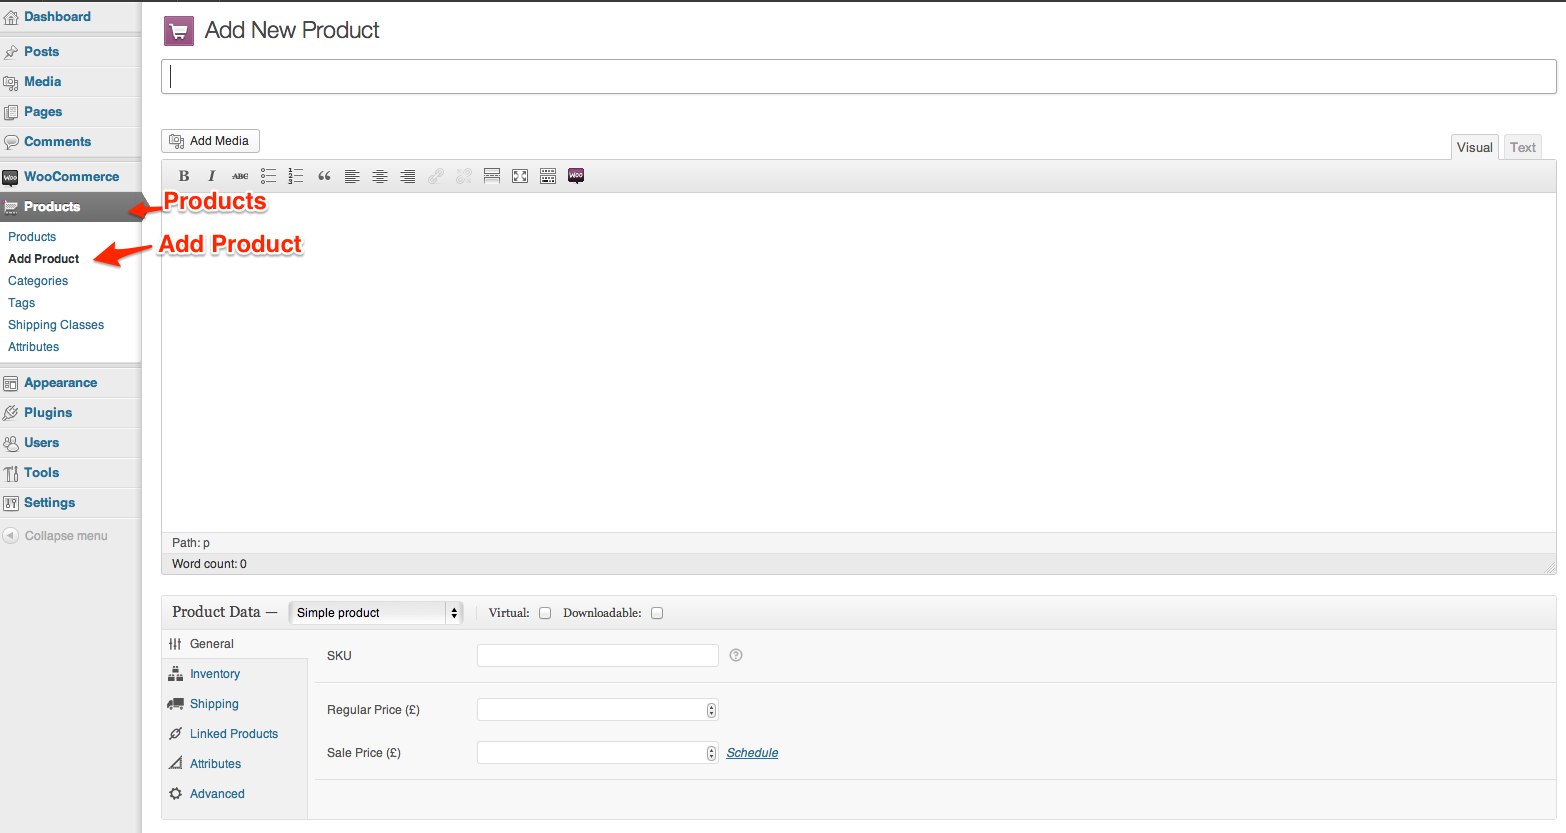 Dashboard
Posts
Media
Pages
Comments
WooCommerce
Products
Products
Add Product
Categories
Tags
Shipping Classes
Attributes
Appearance
Plugins
Users
Tools
Settings
Collapse menu
Add New Product
Add Media
Visual
Text
B I ABC
Products
Add Product
Path: p
Word count: 0
Product Data — Simple product Virtual: Downloadable:
General
Inventory
Shipping
Linked Products
Attributes
Advanced
SKU
Regular Price (£)
Sale Price (£) Schedule